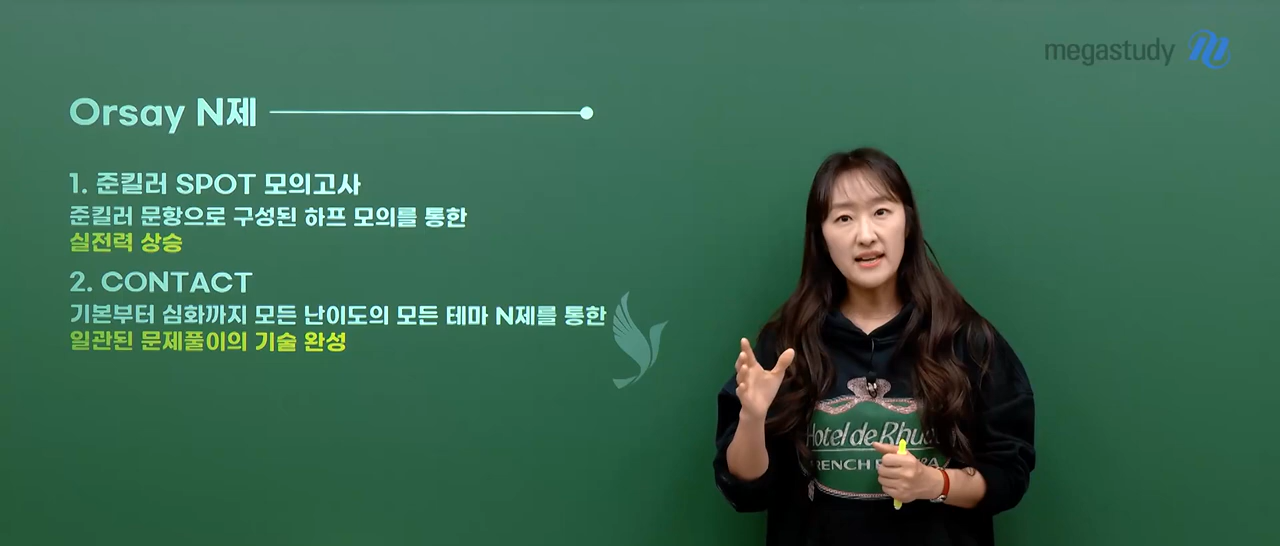 megastudy
Orsay N제
1. 준킬러 SPOT 모의고사
준킬러 문항으로 구성된 하프 모의를 통한
실전력 상승
2. CONTACT
기본부터 심화까지 모든 난이도의 모든 테마 N제를 통한
일관된 문제풀이의 기술 완성
Hotel de